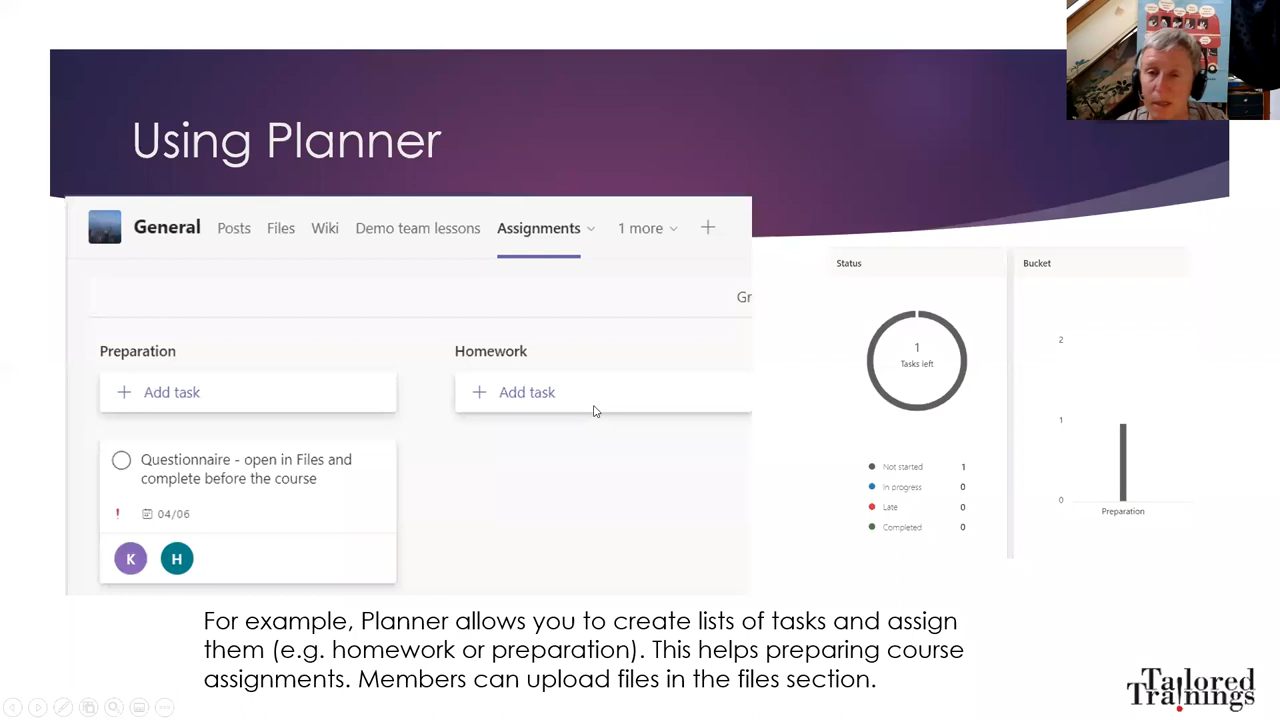 Using Planner
General Posts Files Wiki Demo team lessons Assignments 1 more
Gr
Preparation
Add task
Questionnaire - open in Files and
complete before the course
! 04/06
K H
Homework
Add task
Status
1
Tasks left
Not started 1
In progress 0
Late 0
Completed 0
Bucket
2
1
0
Preparation
For example, Planner allows you to create lists of tasks and assign
them (e.g. homework or preparation). This helps preparing course
assignments. Members can upload files in the files section.
Tailored
Trainings